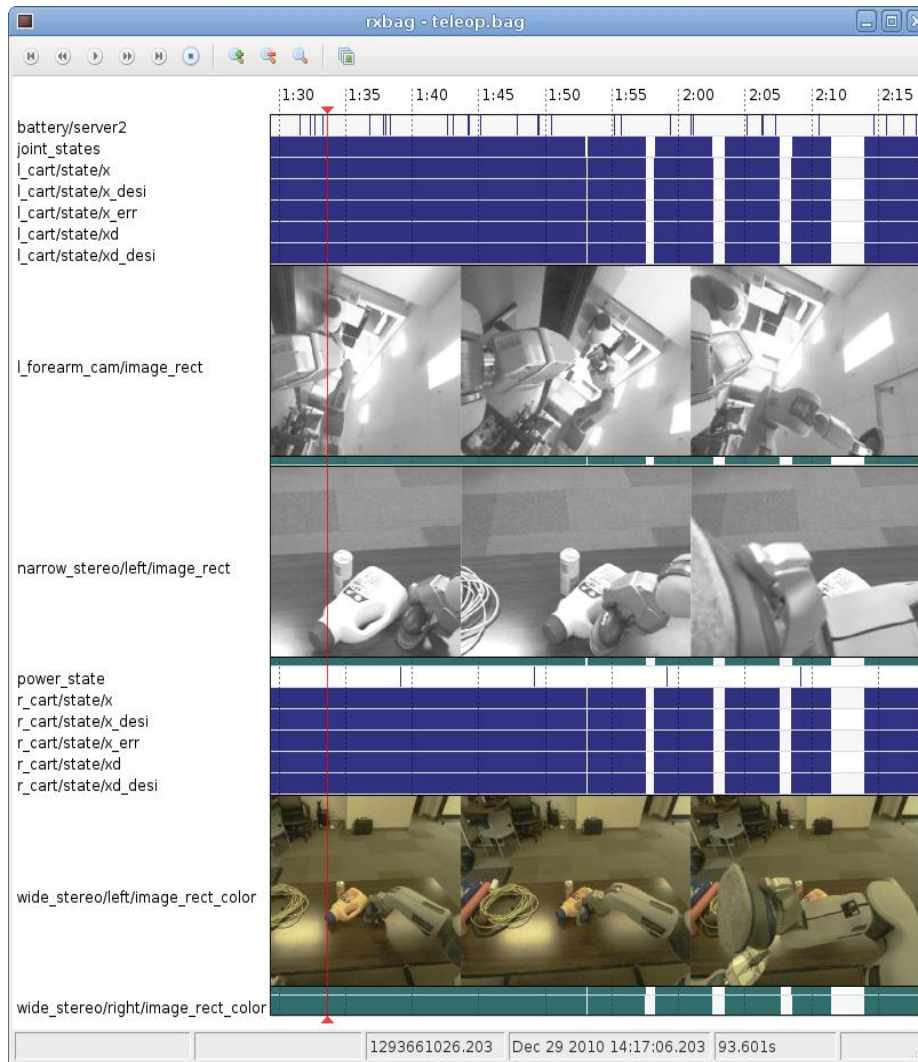 rxbag - teleop.bag
1:30 1:35 1:40 1:45 1:50 1:55 2:00 2:05 2:10 2:15
battery/server2
joint_states
l_cart/state/x
l_cart/state/x_desi
l_cart/state/x_err
l_cart/state/xd
l_cart/state/xd_desi
l_forearm_cam/image_rect
narrow_stereo/left/image_rect
power_state
r_cart/state/x
r_cart/state/x_desi
r_cart/state/x_err
r_cart/state/xd
r_cart/state/xd_desi
wide_stereo/left/image_rect_color
wide_stereo/right/image_rect_color
1293661026.203 Dec 29 2010 14:17:06.203 93.601s